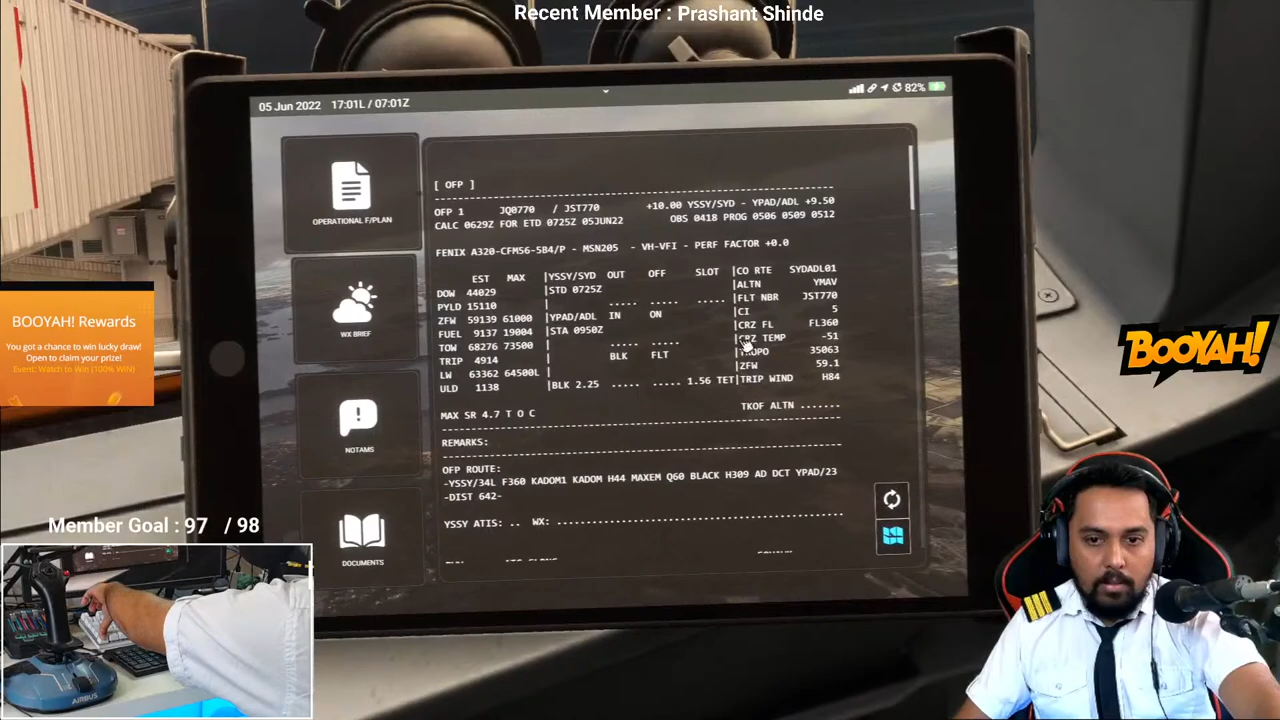 Recent Member : Prashant Shinde
05 Jun 2022 17:01L / 07:01Z
82%
OPERATIONAL F/PLAN
WX BRIEF
NOTAMS
DOCUMENTS
[ OFP ]
OFP 1 JQ0770 / JST770 +10.00 YSSY/SYD - YPAD/ADL +9.50
CALC 0629Z FOR ETD 0725Z 05JUN22 OBS 0418 PROG 0506 0509 0512
FENIX A320-CFM56-5B4/P - MSN205 - VH-VFI - PERF FACTOR +0.0
EST MAX |YSSY/SYD OUT OFF SLOT |CO RTE SYDADL01
DOW 44029 |STD 0725Z |ALTN YMAV
PYLD 15110 | ..... ..... ..... |FLT NBR JST770
ZFW 59139 61000 |YPAD/ADL IN ON |CI 5
FUEL 9137 19004 |STA 0950Z |CRZ FL FL360
TOW 68276 73500 | ..... ..... |CRZ TEMP -51
TRIP 4914 | BLK FLT 35063
LW 63362 64500L | |ZFW 59.1
ULD 1138 |BLK 2.25 ..... ..... 1.56 TET|TRIP WIND H84
MAX SR 4.7 T O C TKOF ALTN .......
REMARKS:
OFP ROUTE:
-YSSY/34L F360 KADOM1 KADOM H44 MAXEM Q60 BLACK H309 AD DCT YPAD/23
-DIST 642-
YSSY ATIS: .. WX: ..............................................
BOOYAH! Rewards
You got a chance to win lucky draw!
Open to claim your prize!
Event: Watch to Win (100% WIN)
BOOYAH!
Member Goal : 97 / 98
AIRBUS